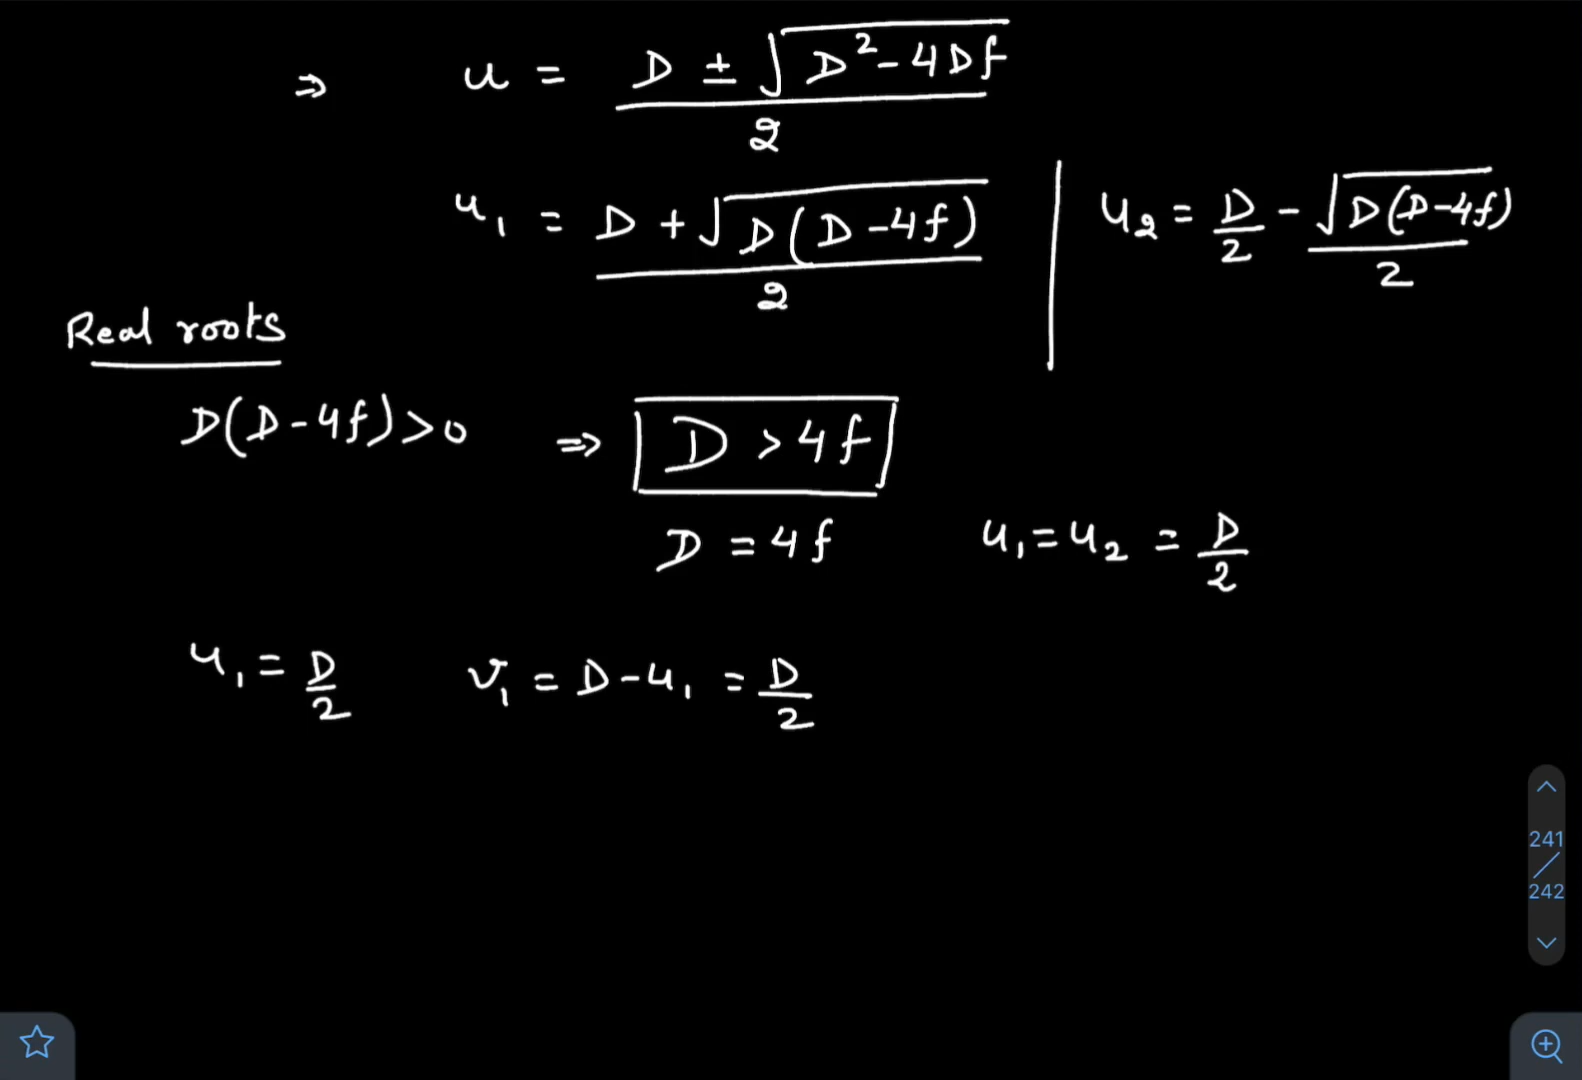 ⇒ u = D ± √(D² - 4Df) / 2
u₁ = D + √(D(D - 4f)) / 2 | u₂ = D/2 - √(D(D-4f)) / 2
Real roots
D(D - 4f) > 0 ⇒ D > 4f
D = 4f u₁ = u₂ = D/2
u₁ = D/2 v₁ = D - u₁ = D/2
241
/
242